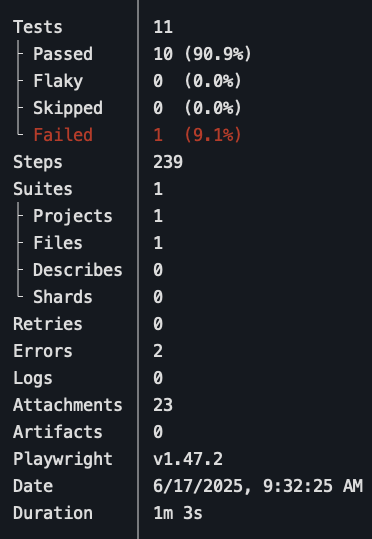 Tests 11
Passed 10 (90.9%)
Flaky 0 (0.0%)
Skipped 0 (0.0%)
Failed 1 (9.1%)
Steps 239
Suites 1
Projects 1
Files 1
Describes 0
Shards 0
Retries 0
Errors 2
Logs 0
Attachments 23
Artifacts 0
Playwright v1.47.2
Date 6/17/2025, 9:32:25 AM
Duration 1m 3s